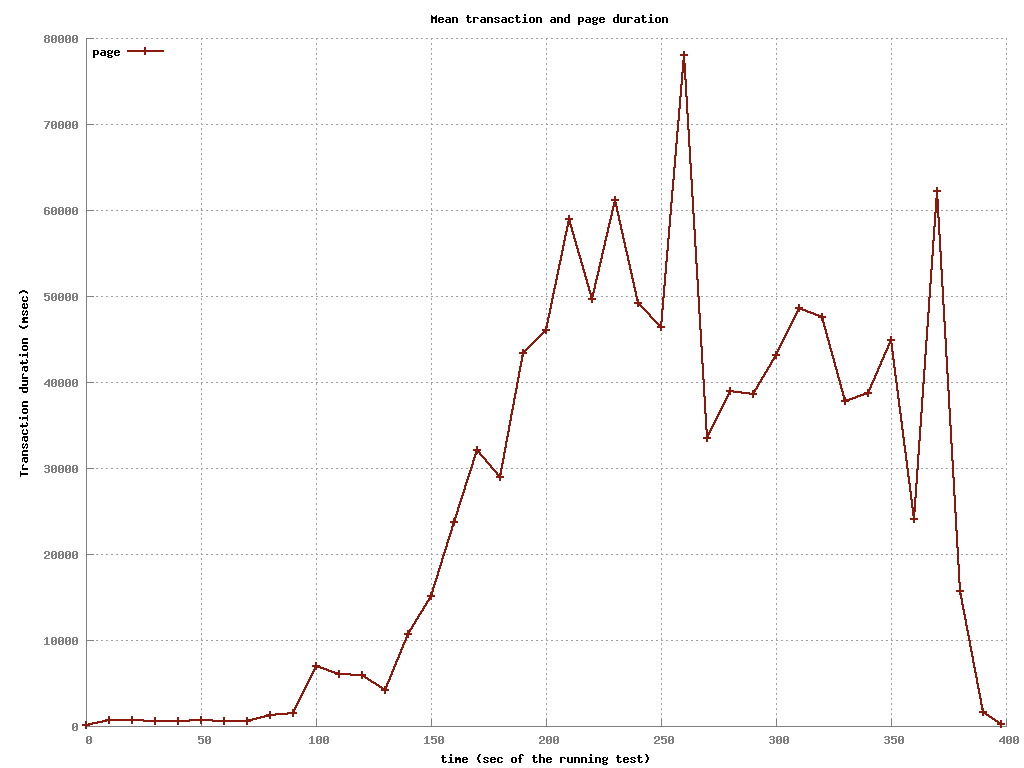 Mean transaction and page duration
page
80000
70000
60000
50000
40000
30000
20000
10000
0
Transaction duration (msec)
0 50 100 150 200 250 300 350 400
time (sec of the running test)